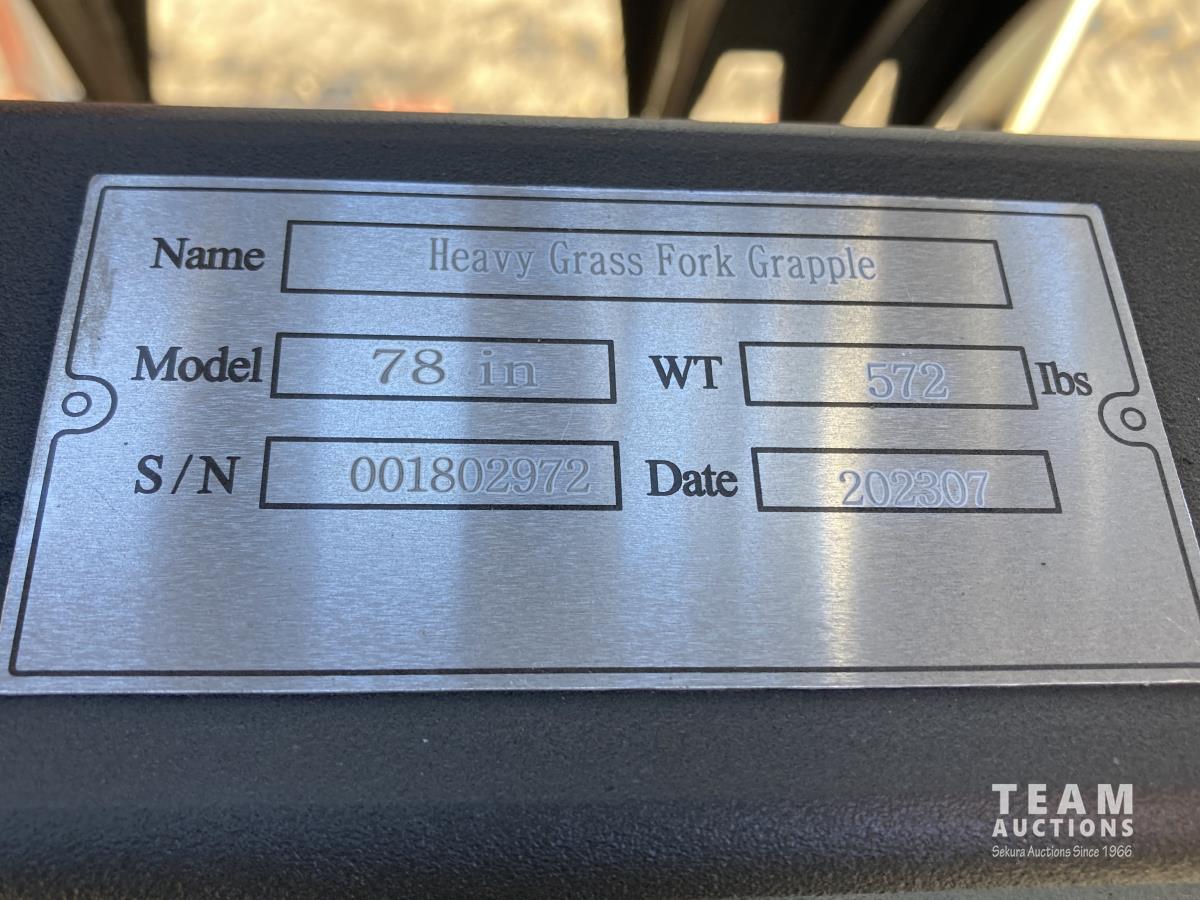 Name Heavy Grass Fork Grapple
Model 78 in WT 572 Ibs
S/N 001802972 Date 202307
TEAM
AUCTIONS
Sekura Auctions Since 1966